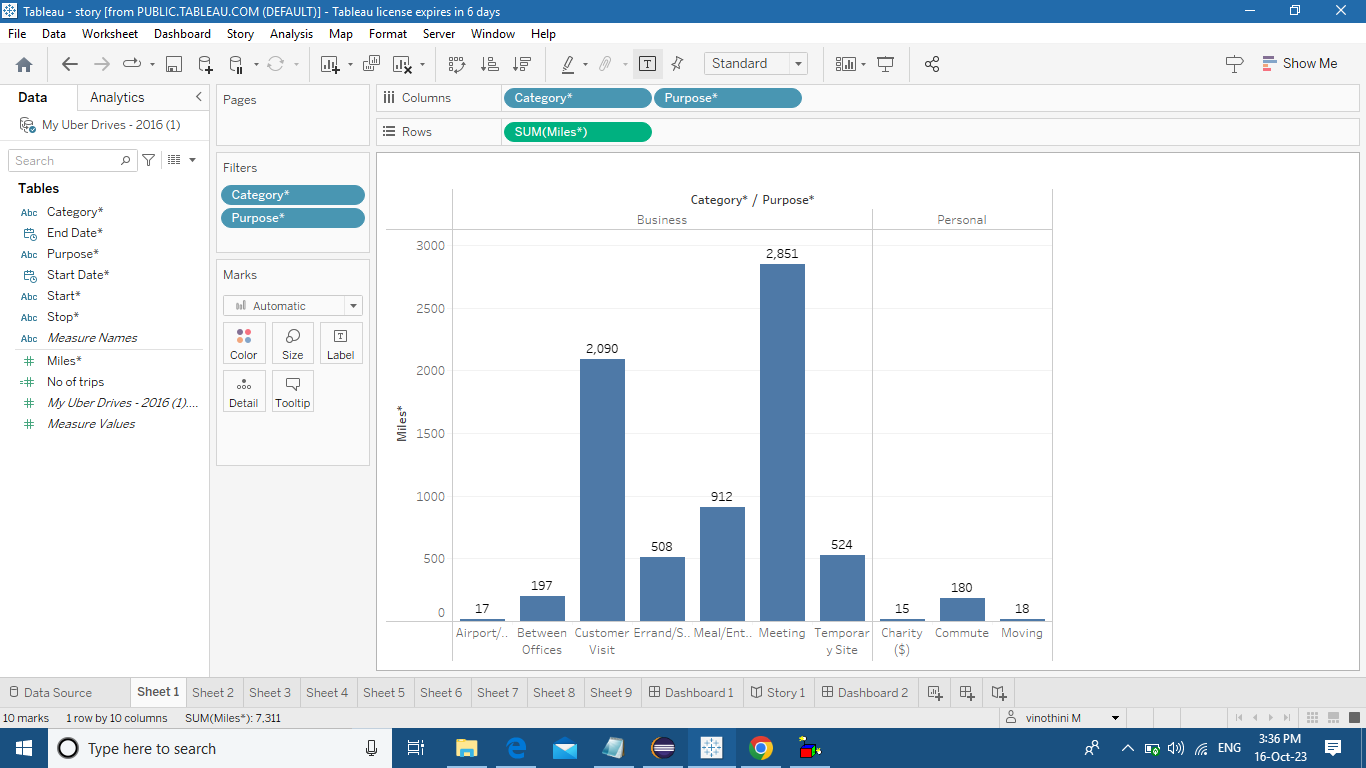 Tableau - story [from PUBLIC.TABLEAU.COM (DEFAULT)] - Tableau license expires in 6 days
File Data Worksheet Dashboard Story Analysis Map Format Server Window Help
Standard
Show Me
Data Analytics
My Uber Drives - 2016 (1)
Search
Tables
Abc Category*
End Date*
Abc Purpose*
Start Date*
Abc Start*
Abc Stop*
Abc Measure Names
# Miles*
=# No of trips
# My Uber Drives - 2016 (1)....
# Measure Values
Pages
Filters
Category*
Purpose*
Marks
Automatic
Color Size Label
Detail Tooltip
Columns Category* Purpose*
Rows SUM(Miles*)
Category* / Purpose*
Business Personal
Miles*
3000
2500
2000
1500
1000
500
0
17
197
2,090
508
912
2,851
524
15
180
18
Airport/.. Between Customer Errand/S.. Meal/Ent.. Meeting Temporar Charity Commute Moving
Offices Visit y Site ($)
Data Source Sheet 1 Sheet 2 Sheet 3 Sheet 4 Sheet 5 Sheet 6 Sheet 7 Sheet 8 Sheet 9 Dashboard 1 Story 1 Dashboard 2
10 marks 1 row by 10 columns SUM(Miles*): 7,311 vinothini M
Type here to search
ENG
3:36 PM
16-Oct-23